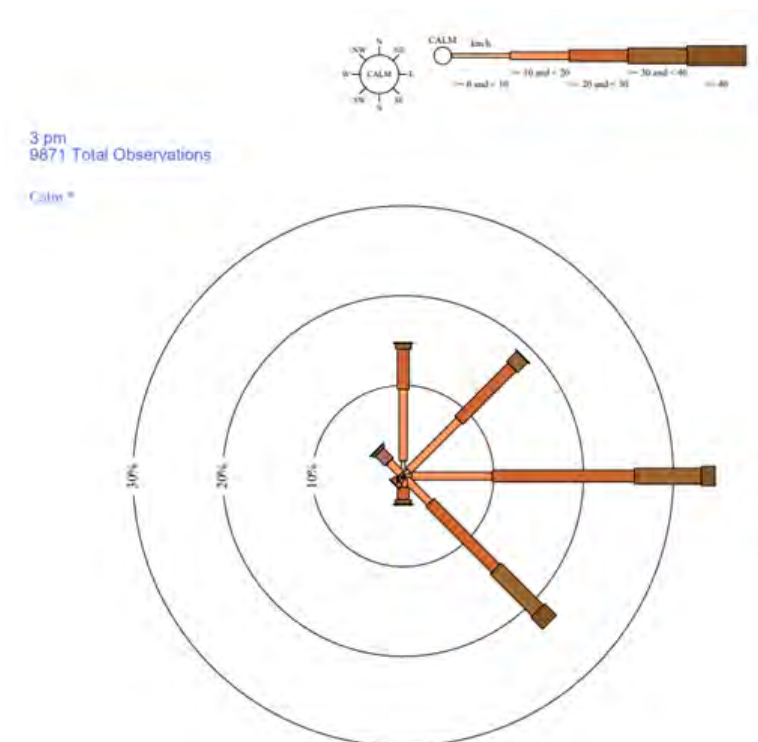 CALM
km/h
N
NW
NE
W
CALM
E
SW
SE
S
>= 10 and < 20
>= 30 and < 40
>= 0 and < 10
>= 20 and < 30
>= 40
3 pm
9871 Total Observations
Calm *
30%
20%
10%